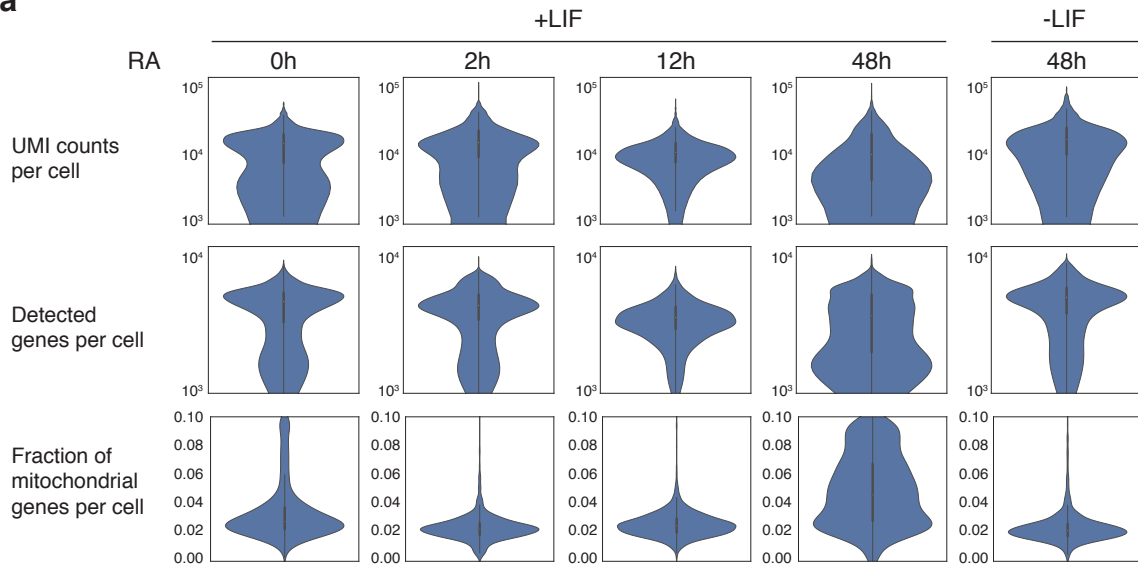 a
+LIF -LIF
RA 0h 2h 12h 48h 48h
UMI counts
per cell
10⁵ 10⁵ 10⁵ 10⁵ 10⁵
10⁴ 10⁴ 10⁴ 10⁴ 10⁴
10³ 10³ 10³ 10³ 10³
Detected
genes per cell
10⁴ 10⁴ 10⁴ 10⁴ 10⁴
10³ 10³ 10³ 10³ 10³
Fraction of
mitochondrial
genes per cell
0.10 0.10 0.10 0.10 0.10
0.08 0.08 0.08 0.08 0.08
0.06 0.06 0.06 0.06 0.06
0.04 0.04 0.04 0.04 0.04
0.02 0.02 0.02 0.02 0.02
0.00 0.00 0.00 0.00 0.00